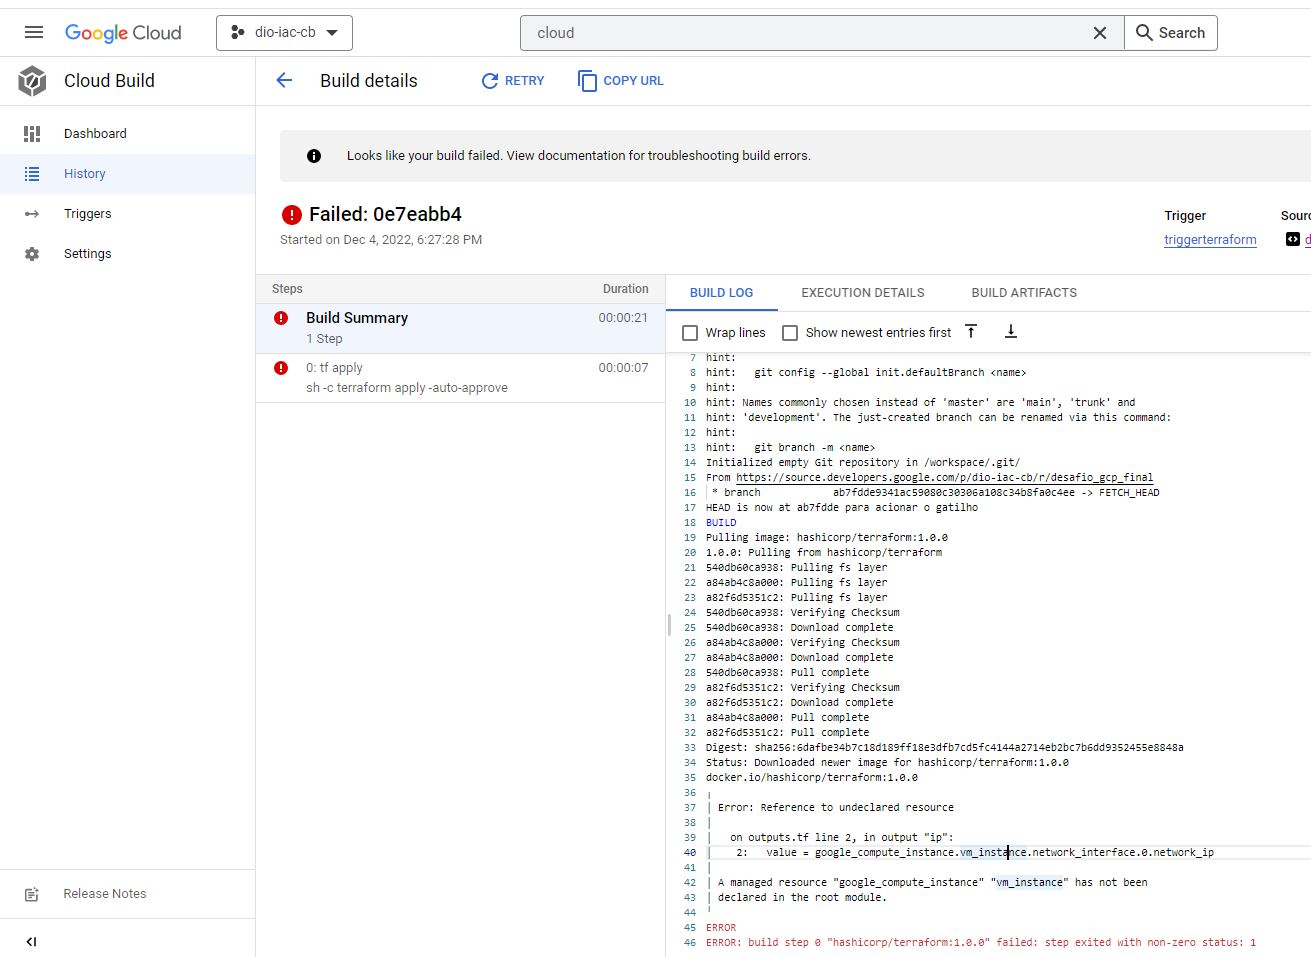 Google Cloud
dio-iac-cb
cloud
Search
Cloud Build
Build details
RETRY
COPY URL
Dashboard
History
Triggers
Settings
Looks like your build failed. View documentation for troubleshooting build errors.
Failed: 0e7eabb4
Started on Dec 4, 2022, 6:27:28 PM
Trigger
triggerterraform
Sourc
d
Steps
Duration
Build Summary
00:00:21
1 Step
0: tf apply
00:00:07
sh -c terraform apply -auto-approve
BUILD LOG
EXECUTION DETAILS
BUILD ARTIFACTS
Wrap lines
Show newest entries first
7 hint:
8 hint:   git config --global init.defaultBranch <name>
9 hint:
10 hint: Names commonly chosen instead of 'master' are 'main', 'trunk' and
11 hint: 'development'. The just-created branch can be renamed via this command:
12 hint:
13 hint:   git branch -m <name>
14 Initialized empty Git repository in /workspace/.git/
15 From https://source.developers.google.com/p/dio-iac-cb/r/desafio_gcp_final
16  * branch            ab7fdde9341ac59080c30306a108c34b8fa0c4ee -> FETCH_HEAD
17 HEAD is now at ab7fdde para acionar o gatilho
18 BUILD
19 Pulling image: hashicorp/terraform:1.0.0
20 1.0.0: Pulling from hashicorp/terraform
21 540db60ca938: Pulling fs layer
22 a84ab4c8a000: Pulling fs layer
23 a82f6d5351c2: Pulling fs layer
24 540db60ca938: Verifying Checksum
25 540db60ca938: Download complete
26 a84ab4c8a000: Verifying Checksum
27 a84ab4c8a000: Download complete
28 540db60ca938: Pull complete
29 a82f6d5351c2: Verifying Checksum
30 a82f6d5351c2: Download complete
31 a84ab4c8a000: Pull complete
32 a82f6d5351c2: Pull complete
33 Digest: sha256:6dafbe34b7c18d189ff18e3dfb7cd5fc4144a2714eb2bc7b6dd9352455e8848a
34 Status: Downloaded newer image for hashicorp/terraform:1.0.0
35 docker.io/hashicorp/terraform:1.0.0
36 ╷
37 │ Error: Reference to undeclared resource
38 │
39 │   on outputs.tf line 2, in output "ip":
40 │    2:   value = google_compute_instance.vm_instance.network_interface.0.network_ip
41 │
42 │ A managed resource "google_compute_instance" "vm_instance" has not been
43 │ declared in the root module.
44 ╵
45 ERROR
46 ERROR: build step 0 "hashicorp/terraform:1.0.0" failed: step exited with non-zero status: 1
Release Notes